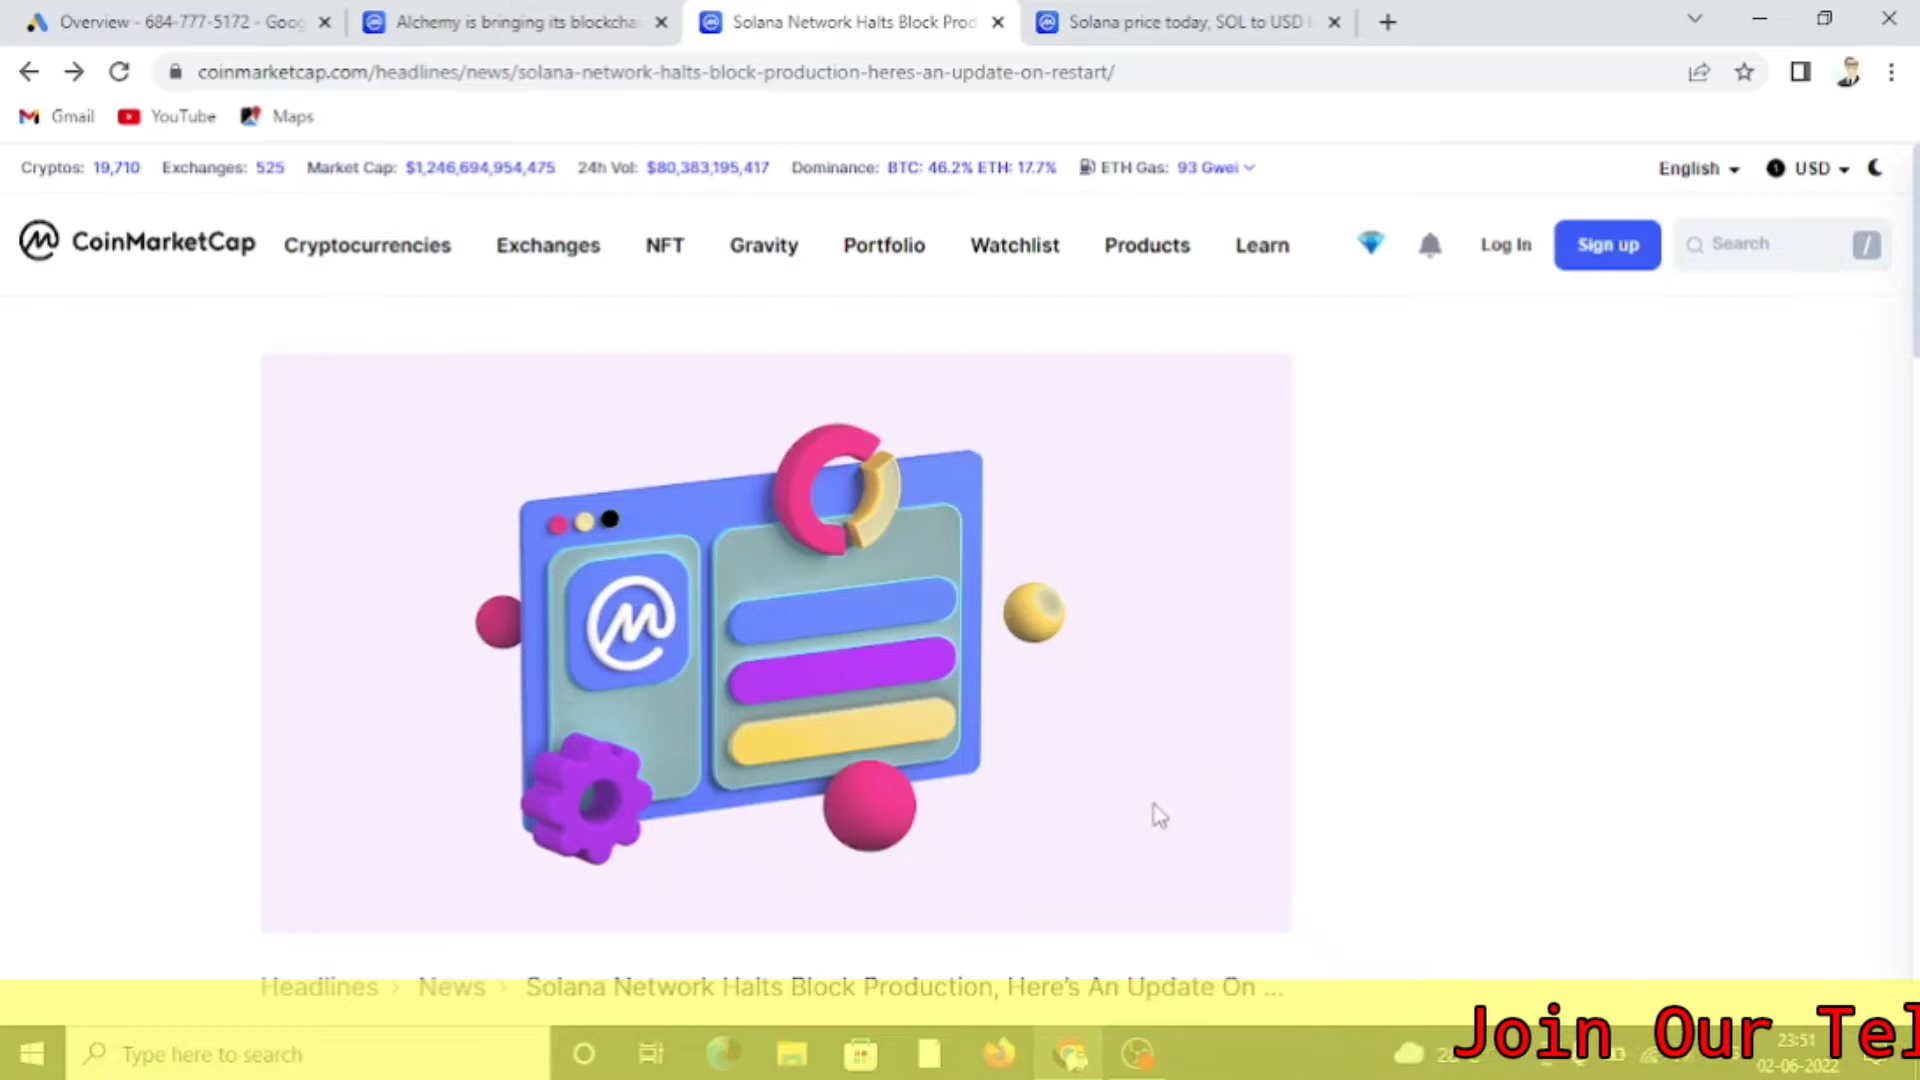 Overview - 684-777-5172 - Goog
Alchemy is bringing its blockcha
Solana Network Halts Block Prod
Solana price today, SOL to USD
coinmarketcap.com/headlines/news/solana-network-halts-block-production-heres-an-update-on-restart/
Gmail YouTube Maps
Cryptos: 19,710 Exchanges: 525 Market Cap: $1,246,694,954,475 24h Vol: $80,383,195,417 Dominance: BTC: 46.2% ETH: 17.7% ETH Gas: 93 Gwei English USD
CoinMarketCap Cryptocurrencies Exchanges NFT Gravity Portfolio Watchlist Products Learn Log In Sign up Search /
Headlines > News > Solana Network Halts Block Production, Here's An Update On ...
Join Our Tel
Type here to search
23:51
02-06-2022